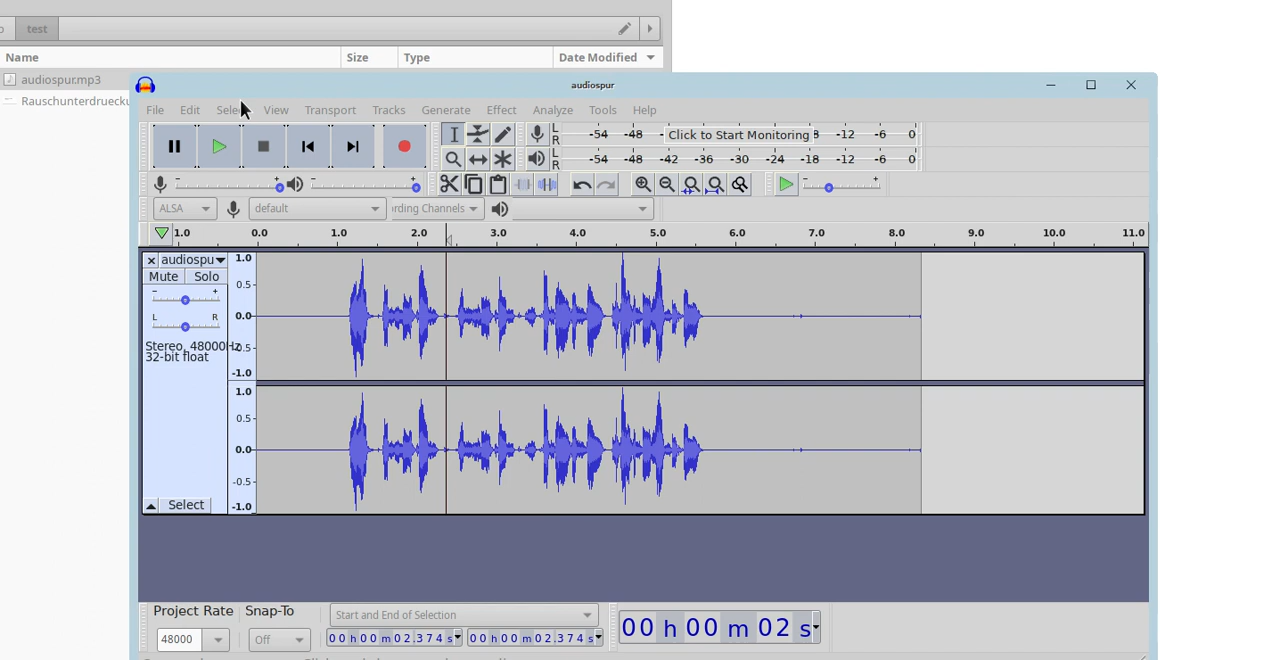 test
Name Size Type Date Modified
audiospur.mp3
audiospur
File Edit Select View Transport Tracks Generate Effect Analyze Tools Help
L R -54 -48 Click to Start Monitoring -12 -6 0
L R -54 -48 -42 -36 -30 -24 -18 -12 -6 0
- + - + - +
ALSA default rding Channels
1.0 0.0 1.0 2.0 3.0 4.0 5.0 6.0 7.0 8.0 9.0 10.0 11.0
audiospu
Mute Solo
- +
L R
Stereo, 48000Hz
32-bit float
1.0
0.5
0.0
-0.5
-1.0
1.0
0.5
0.0
-0.5
-1.0
Select
Project Rate Snap-To Start and End of Selection
48000 Off 00 h 00 m 02.374 s 00 h 00 m 02.374 s
00 h 00 m 02 s